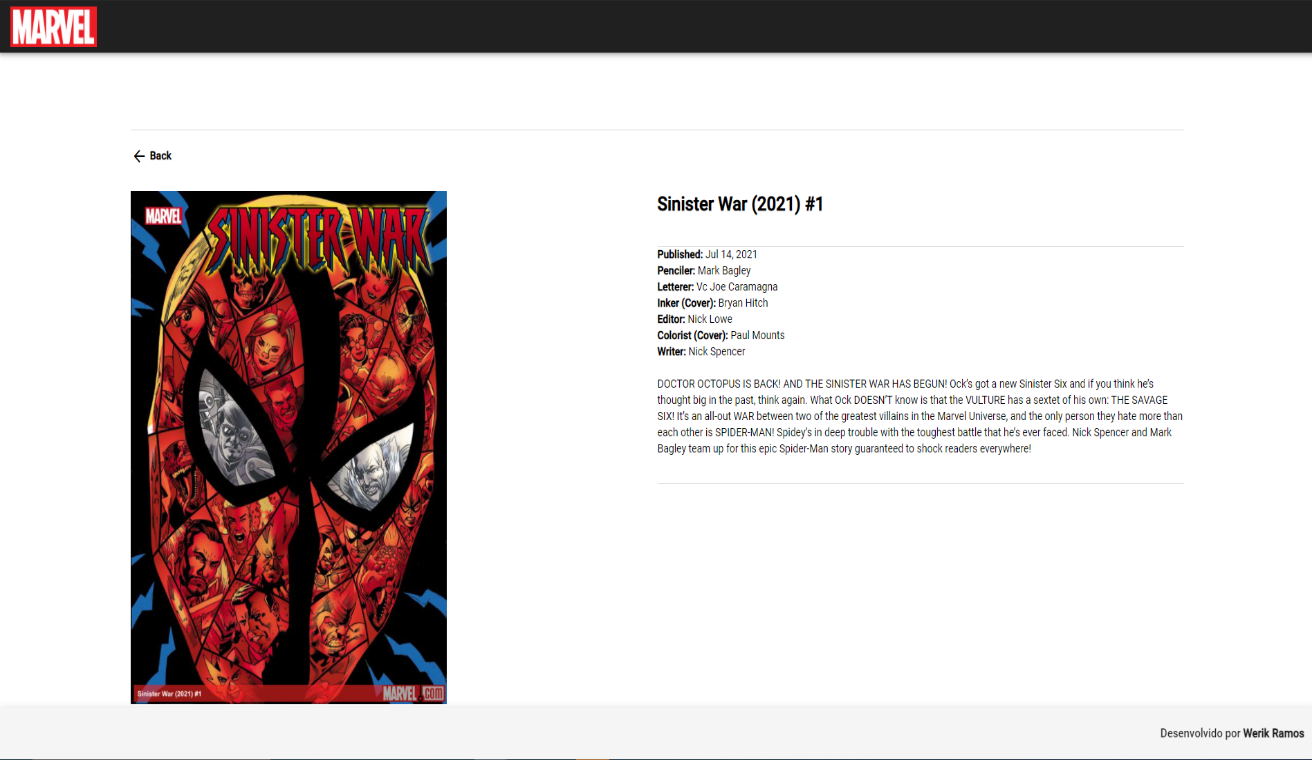 MARVEL
Back
MARVEL
SINISTER WAR
Sinister War (2021) #1
MARVEL.COM
Sinister War (2021) #1
Published: Jul 14, 2021
Penciler: Mark Bagley
Letterer: Vc Joe Caramagna
Inker (Cover): Bryan Hitch
Editor: Nick Lowe
Colorist (Cover): Paul Mounts
Writer: Nick Spencer
DOCTOR OCTOPUS IS BACK! AND THE SINISTER WAR HAS BEGUN! Ock's got a new Sinister Six and if you think he's
thought big in the past, think again. What Ock DOESN'T know is that the VULTURE has a sextet of his own: THE SAVAGE
SIX! It's an all-out WAR between two of the greatest villains in the Marvel Universe, and the only person they hate more than
each other is SPIDER-MAN! Spidey's in deep trouble with the toughest battle that he's ever faced. Nick Spencer and Mark
Bagley team up for this epic Spider-Man story guaranteed to shock readers everywhere!
Desenvolvido por Werik Ramos